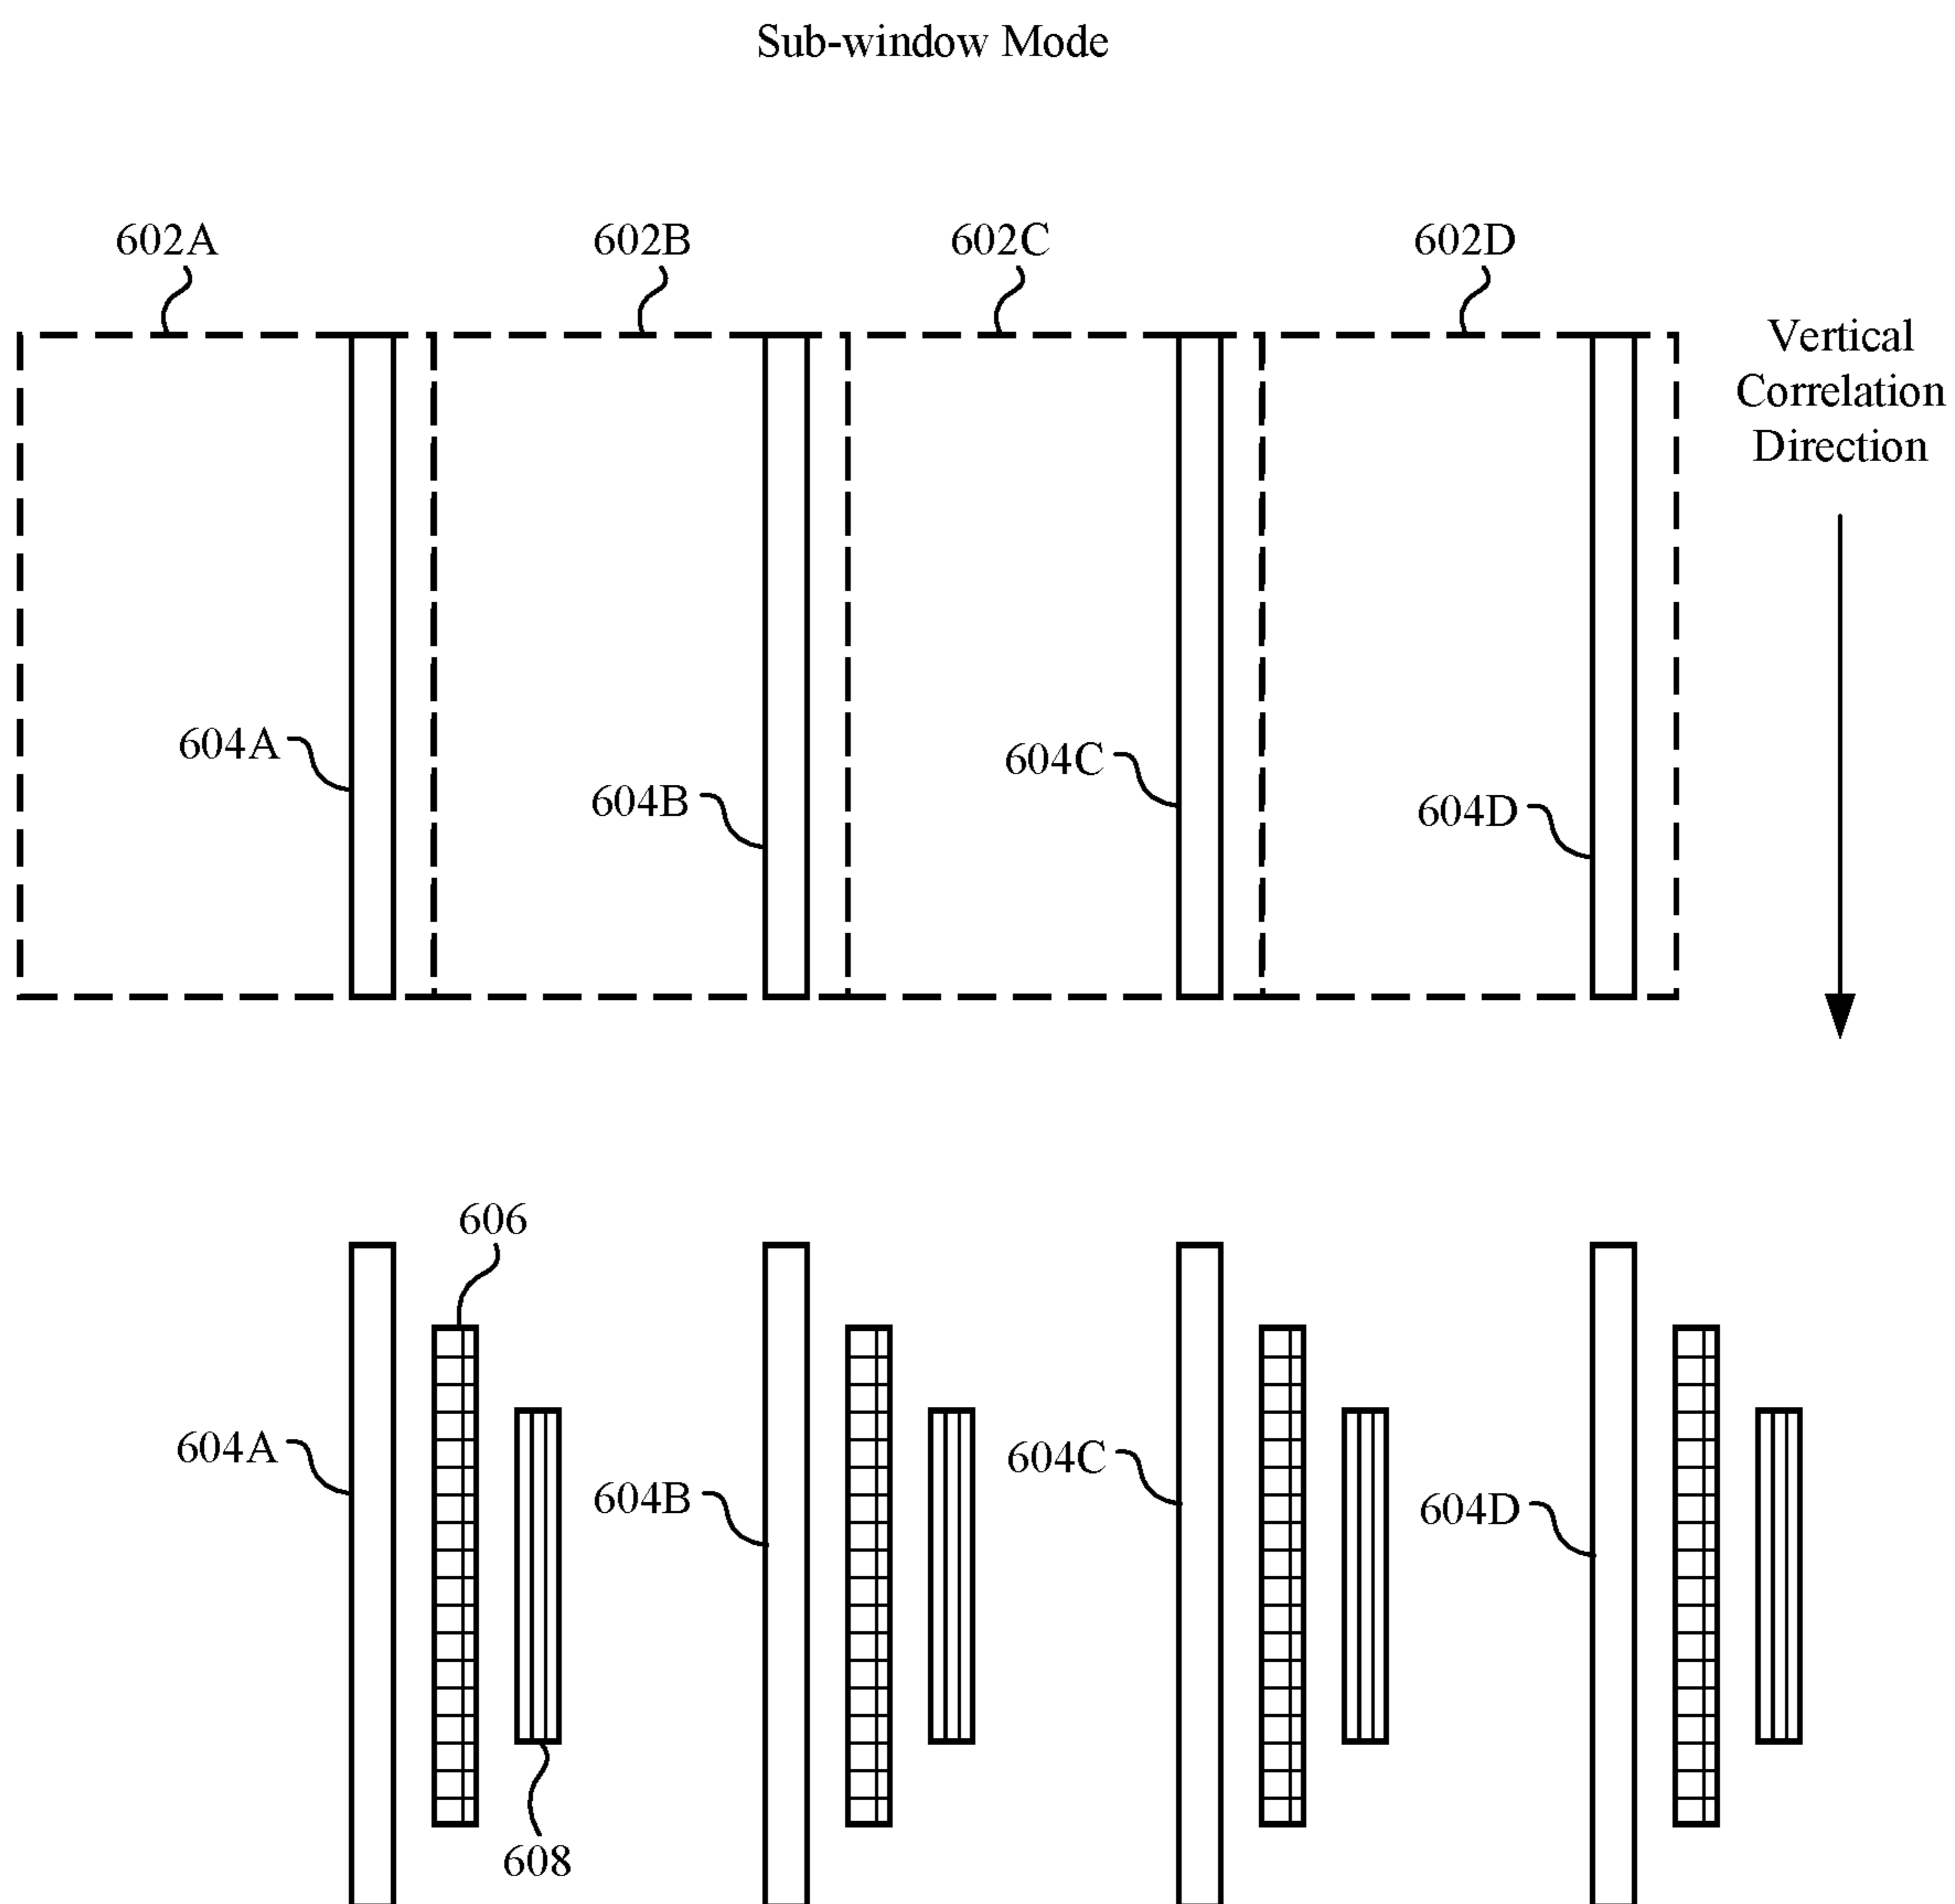 Sub-window Mode
602A
602B
602C
602D
Vertical
Correlation
Direction
604A
604B
604C
604D
606
604A
604B
604C
604D
608